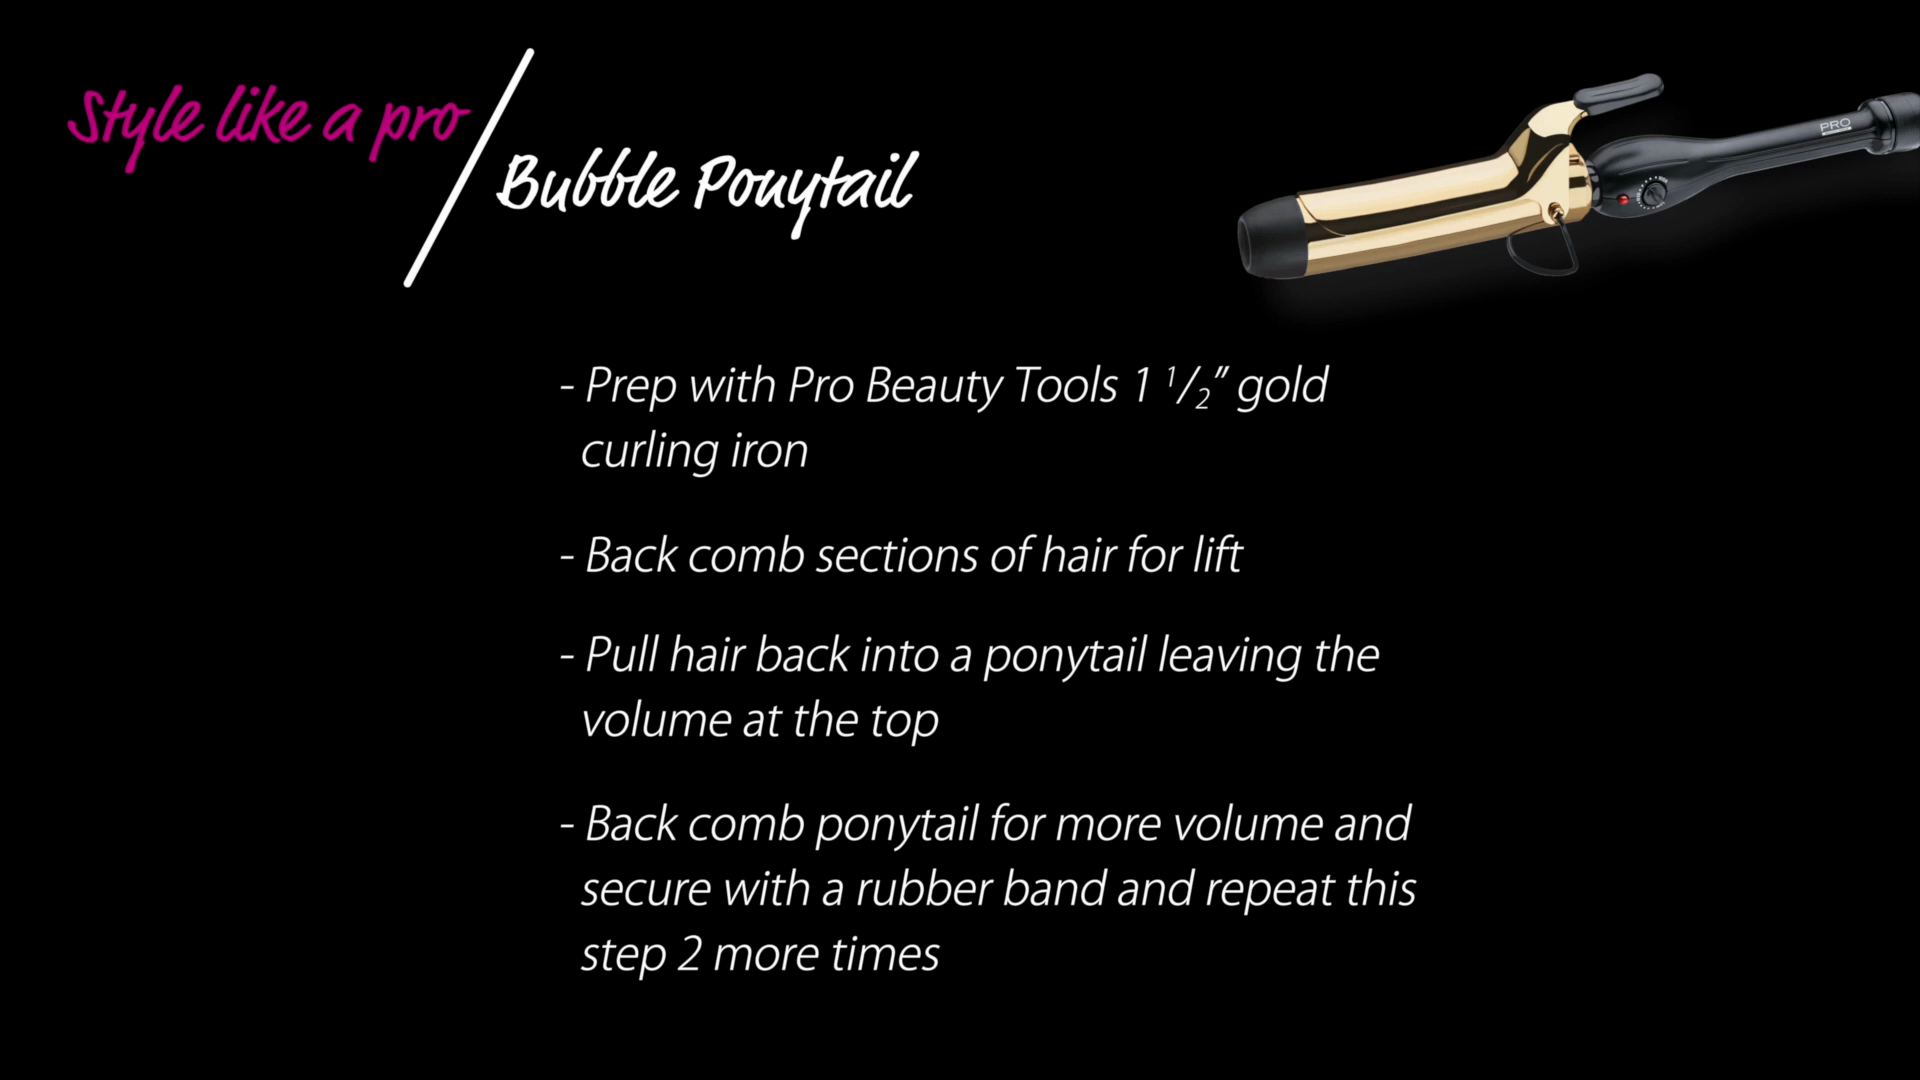 Style like a pro
Bubble Ponytail
PRO
- Prep with Pro Beauty Tools 1 1/2" gold
curling iron
- Back comb sections of hair for lift
- Pull hair back into a ponytail leaving the
volume at the top
- Back comb ponytail for more volume and
secure with a rubber band and repeat this
step 2 more times